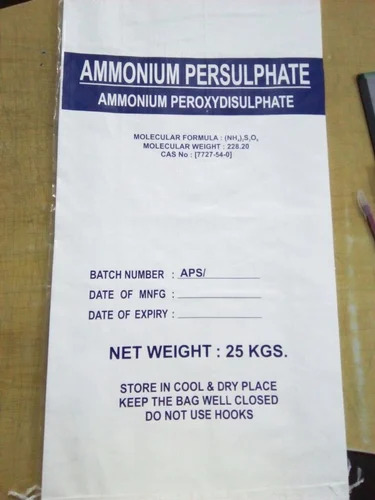 AMMONIUM PERSULPHATE
AMMONIUM PEROXYDISULPHATE
MOLECULAR FORMULA : (NH₄)₂S₂O₈
MOLECULAR WEIGHT : 228.20
CAS No : [7727-54-0]
BATCH NUMBER : APS/
DATE OF MNFG :
DATE OF EXPIRY :
NET WEIGHT : 25 KGS.
STORE IN COOL & DRY PLACE
KEEP THE BAG WELL CLOSED
DO NOT USE HOOKS